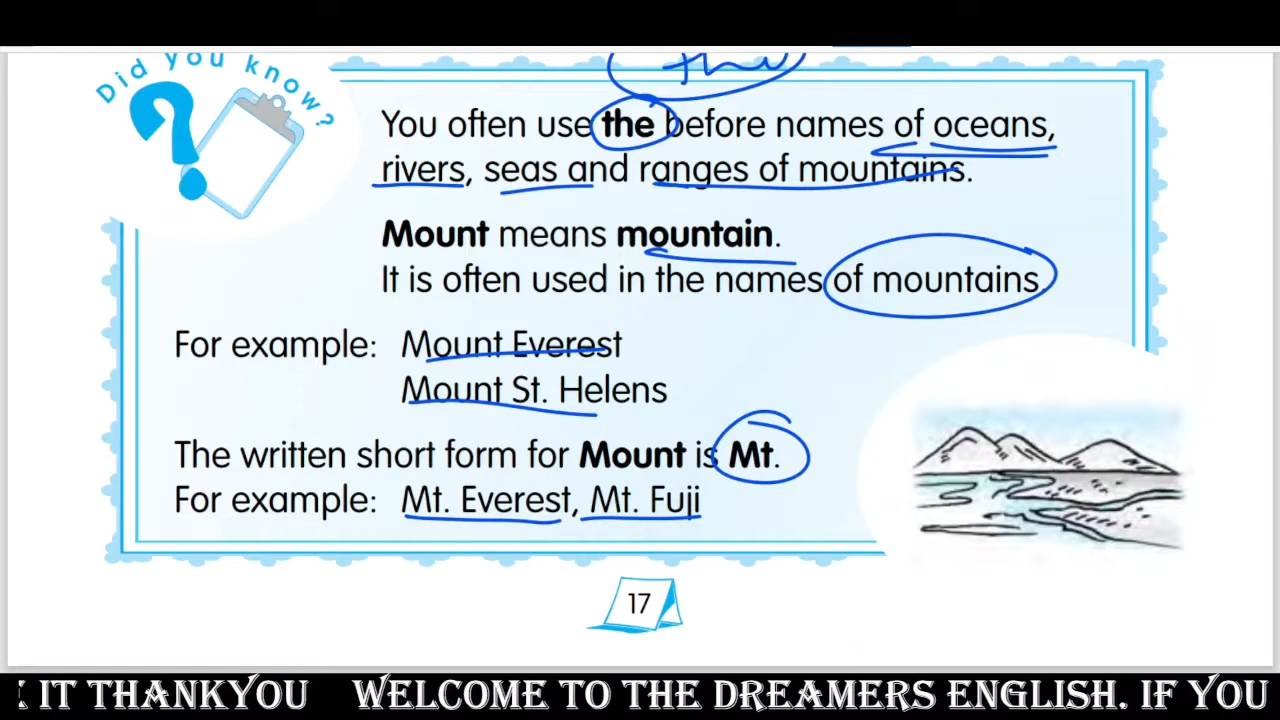 the
Did you know?
You often use the before names of oceans,
rivers, seas and ranges of mountains.
Mount means mountain.
It is often used in the names of mountains.
For example: Mount Everest
Mount St. Helens
The written short form for Mount is Mt.
For example: Mt. Everest, Mt. Fuji
17
IT THANKYOU WELCOME TO THE DREAMERS ENGLISH. IF YOU